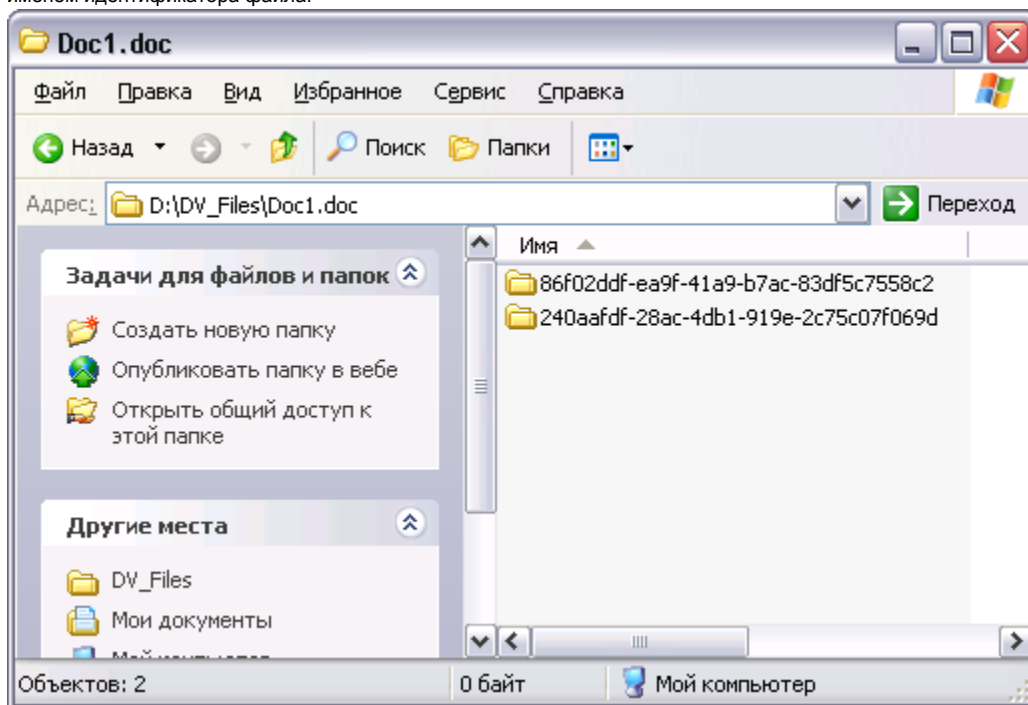 именем идентификатора файла.
Doc1.doc
Файл Правка Вид Избранное Сервис Справка
Назад Поиск Папки
Адрес: D:\DV_Files\Doc1.doc Переход
Имя
Задачи для файлов и папок
86f02ddf-ea9f-41a9-b7ac-83df5c7558c2
240aafdf-28ac-4db1-919e-2c75c07f069d
Создать новую папку
Опубликовать папку в вебе
Открыть общий доступ к
этой папке
Другие места
DV_Files
Мои документы
Мой компьютер
Объектов: 2 0 байт Мой компьютер